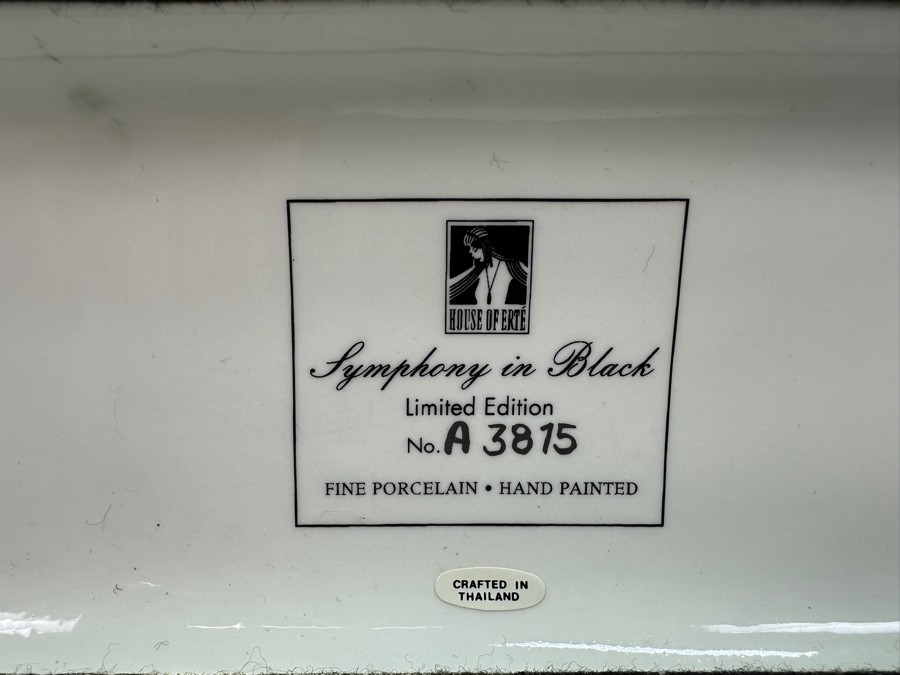 HOUSE OF ERTÉ
Symphony in Black
Limited Edition
No. A 3815
FINE PORCELAIN • HAND PAINTED
CRAFTED IN
THAILAND